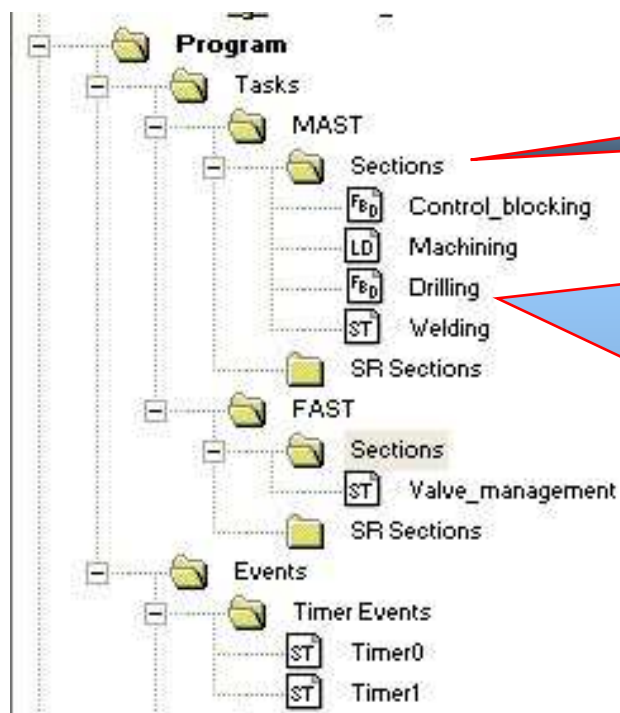 Program
Tasks
MAST
Sections
FBD Control_blocking
LD Machining
FBD Drilling
ST Welding
SR Sections
FAST
Sections
ST Valve_management
SR Sections
Events
Timer Events
ST Timer0
ST Timer1